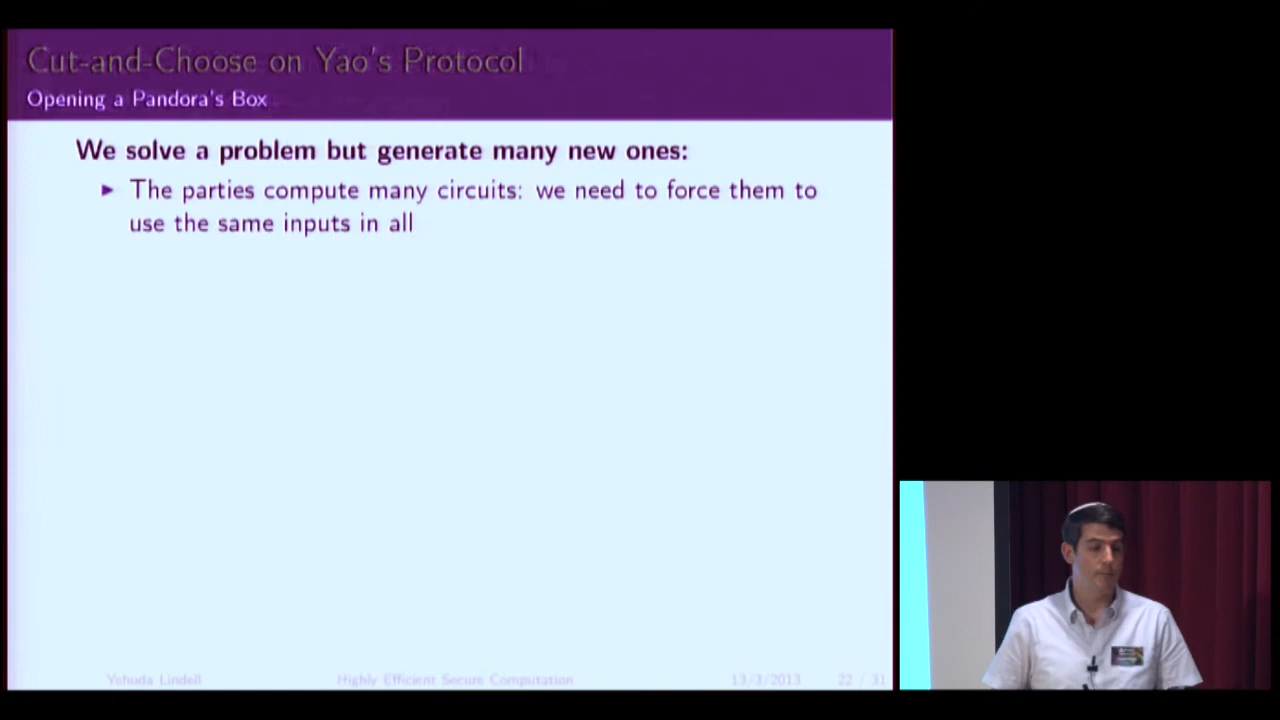 Cut-and-Choose on Yao's Protocol
Opening a Pandora's Box
We solve a problem but generate many new ones:
▶ The parties compute many circuits: we need to force them to
use the same inputs in all
Yehuda Lindell Highly Efficient Secure Computation 13/3/2013 22 / 31